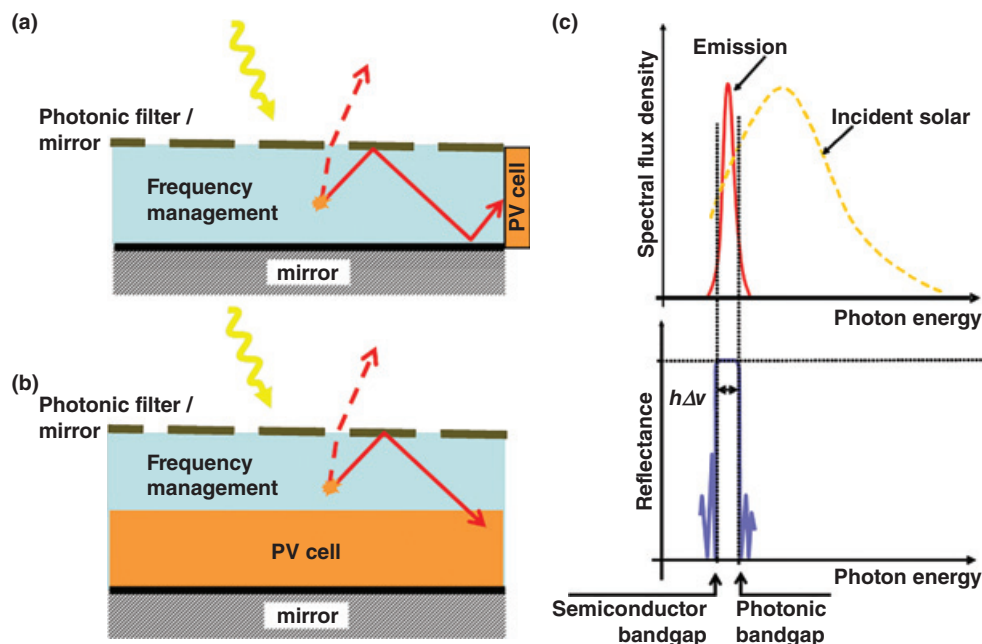 (a)
Photonic filter /
mirror
Frequency
management
PV cell
mirror
(b)
Photonic filter /
mirror
Frequency
management
PV cell
mirror
(c)
Spectral flux density
Emission
Incident solar
Photon energy
Reflectance
hΔν
Photon energy
Semiconductor
bandgap
Photonic
bandgap